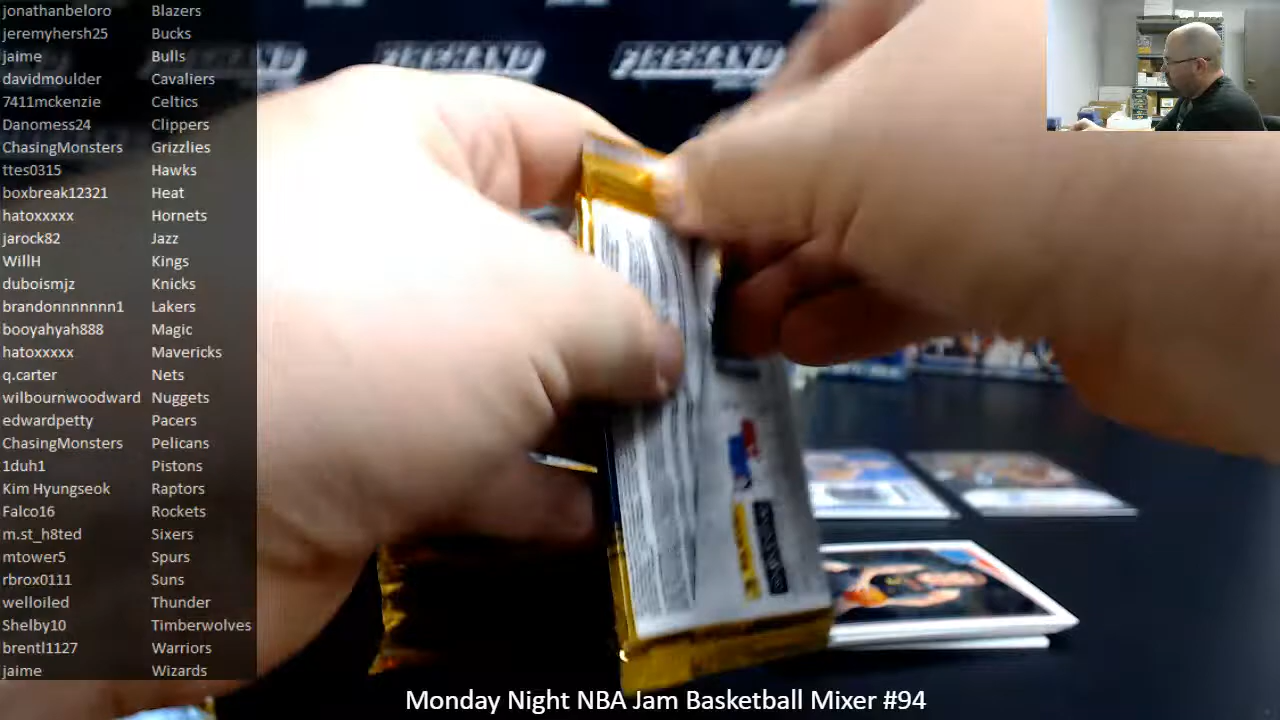 jonathanbeloro Blazers
jeremyhersh25 Bucks
jaime Bulls
davidmoulder Cavaliers
7411mckenzie Celtics
Danomess24 Clippers
ChasingMonsters Grizzlies
ttes0315 Hawks
boxbreak12321 Heat
hatoxxxxx Hornets
jarock82 Jazz
WillH Kings
duboismjz Knicks
brandonnnnnnn1 Lakers
booyahyah888 Magic
hatoxxxxx Mavericks
q.carter Nets
wilbournwoodward Nuggets
edwardpetty Pacers
ChasingMonsters Pelicans
1duh1 Pistons
Kim Hyungseok Raptors
Falco16 Rockets
m.st_h8ted Sixers
mtower5 Spurs
rbrox0111 Suns
welloiled Thunder
Shelby10 Timberwolves
brentl1127 Warriors
jaime Wizards
FIREHAND FIREHAND
Monday Night NBA Jam Basketball Mixer #94